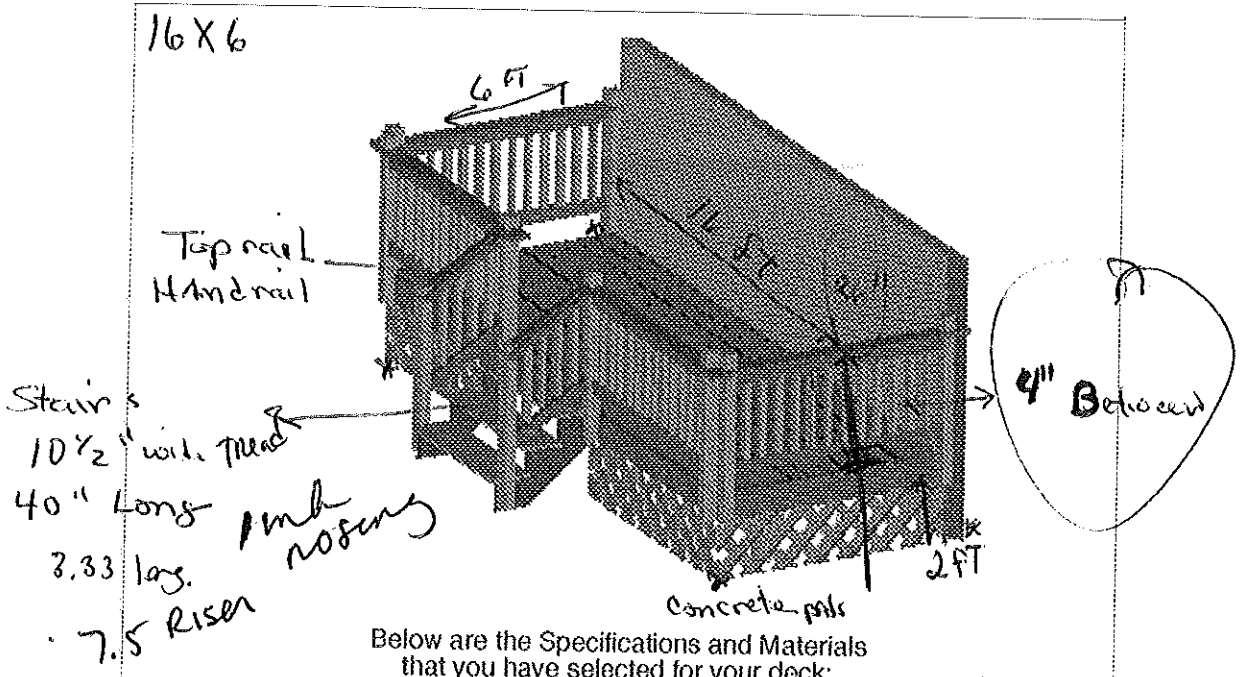 16 X 6
6 FT
Top rail
Handrail
16 ft
4" Between
Stairs
10 1/2" wide Tread
40" Long
1 inch
nosing
3.33 long.
7.5 Riser
2 FT
Concrete
Below are the Specifications and Materials
that you have selected for your deck: